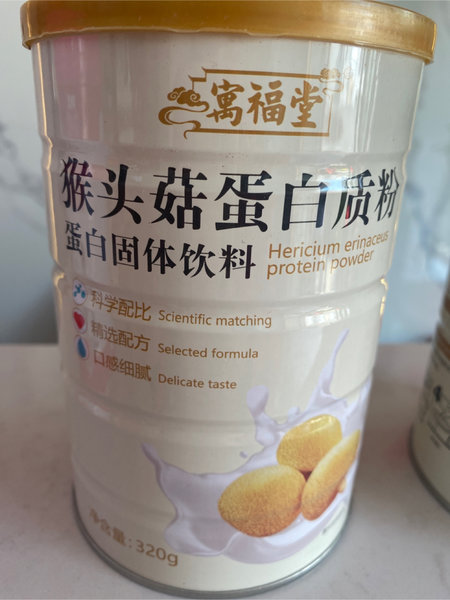 寓福堂
猴头菇蛋白质粉
蛋白固体饮料
Hericium erinaceus
protein powder
科学配比 Scientific matching
精选配方 Selected formula
口感细腻 Delicate taste
净含量:320g